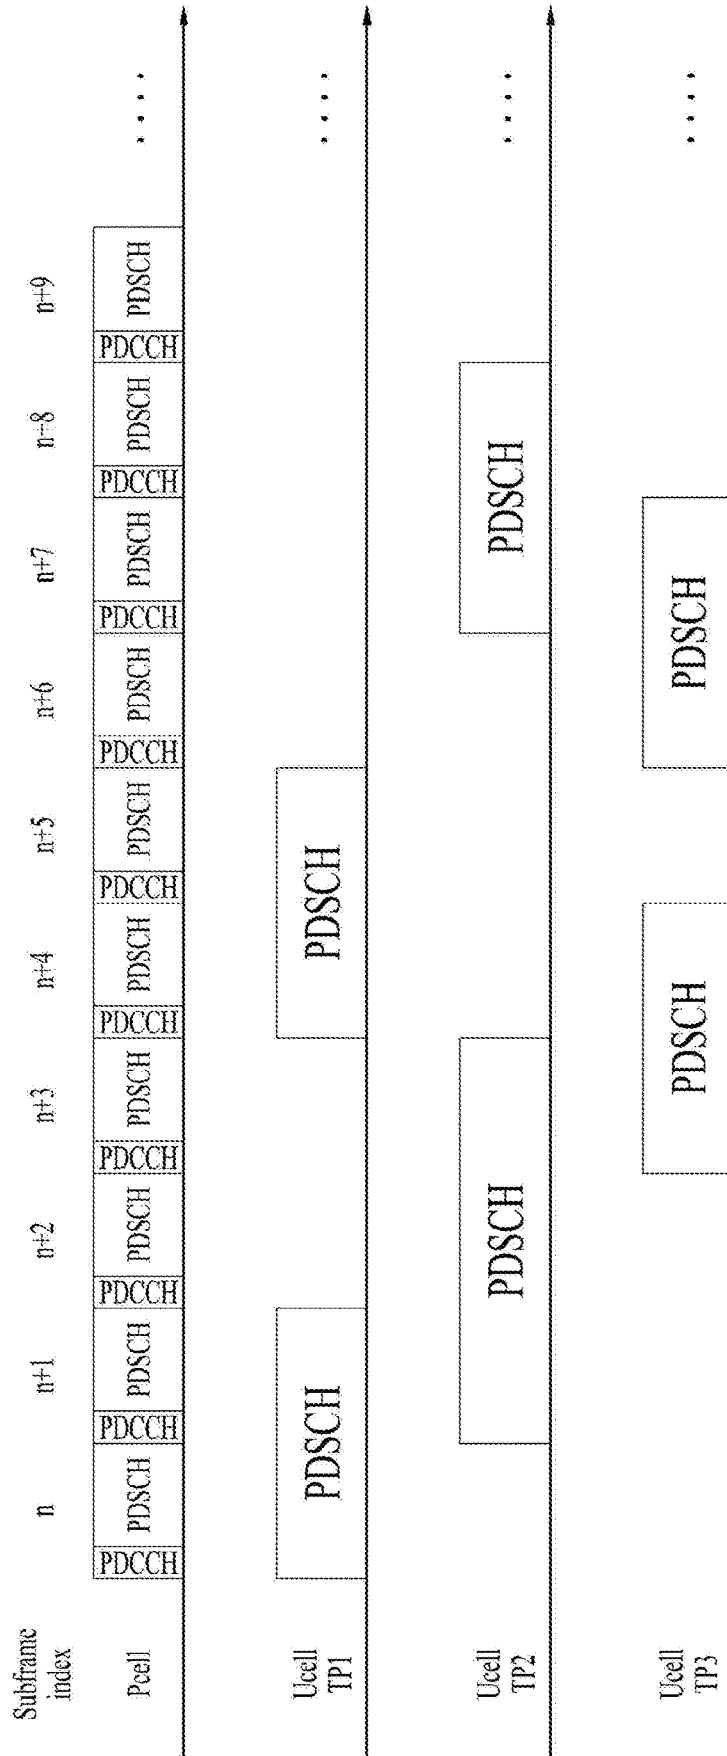 Subframe
index
n
n+1
n+2
n+3
n+4
n+5
n+6
n+7
n+8
n+9
Pcell
PDCCH
PDSCH
PDCCH
PDSCH
PDCCH
PDSCH
PDCCH
PDSCH
PDCCH
PDSCH
PDCCH
PDSCH
PDCCH
PDSCH
PDCCH
PDSCH
PDCCH
PDSCH
PDCCH
PDSCH
....
Ucell
TP1
PDSCH
PDSCH
....
Ucell
TP2
PDSCH
PDSCH
....
Ucell
TP3
PDSCH
PDSCH
....